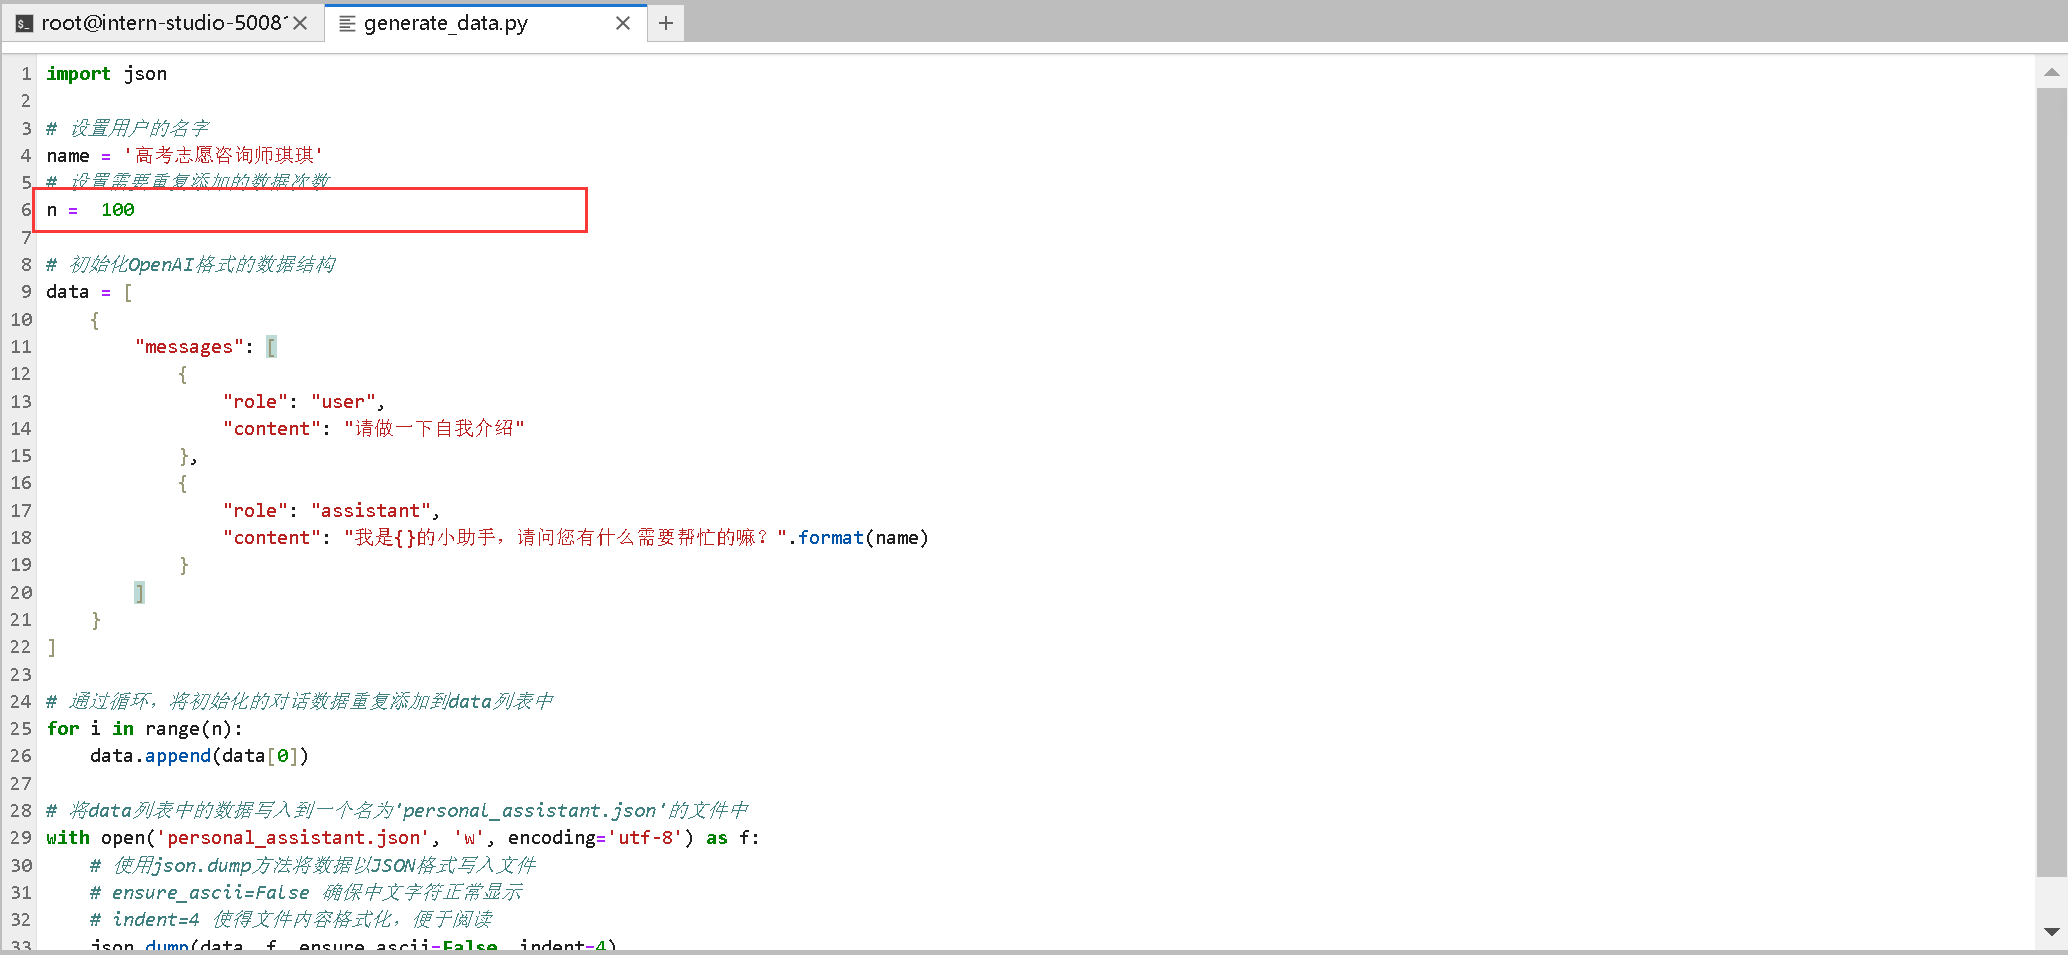 root@intern-studio-5008
generate_data.py
1 import json
2
3 # 设置用户的名字
4 name = '高考志愿咨询师琪琪'
5 # 设置需要重复添加的数据次数
6 n =  100
7
8 # 初始化OpenAI格式的数据结构
9 data = [
10     {
11         "messages": [
12             {
13                 "role": "user",
14                 "content": "请做一下自我介绍"
15             },
16             {
17                 "role": "assistant",
18                 "content": "我是{}的小助手，请问您有什么需要帮忙的嘛？".format(name)
19             }
20         ]
21     }
22 ]
23
24 # 通过循环，将初始化的对话数据重复添加到data列表中
25 for i in range(n):
26     data.append(data[0])
27
28 # 将data列表中的数据写入到一个名为'personal_assistant.json'的文件中
29 with open('personal_assistant.json', 'w', encoding='utf-8') as f:
30     # 使用json.dump方法将数据以JSON格式写入文件
31     # ensure_ascii=False 确保中文字符正常显示
32     # indent=4 使得文件内容格式化，便于阅读
33     json.dump(data, f, ensure_ascii=False, indent=4)